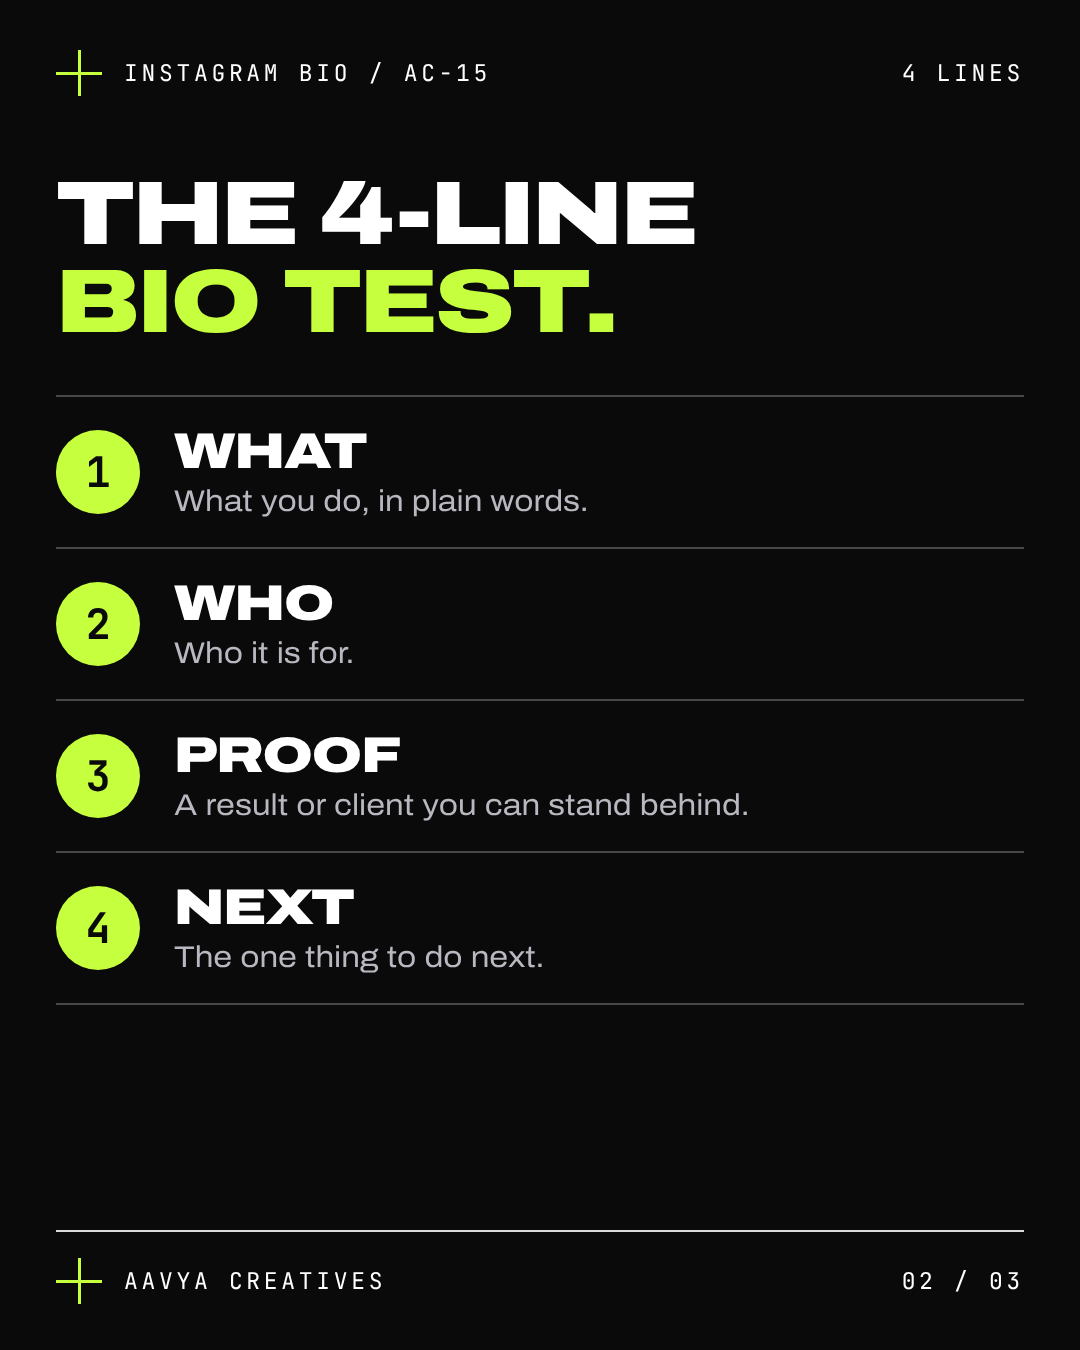 INSTAGRAM BIO / AC-15
4 LINES
THE 4-LINE
BIO TEST.
1
WHAT
What you do, in plain words.
2
WHO
Who it is for.
3
PROOF
A result or client you can stand behind.
4
NEXT
The one thing to do next.
AAVYA CREATIVES
02 / 03